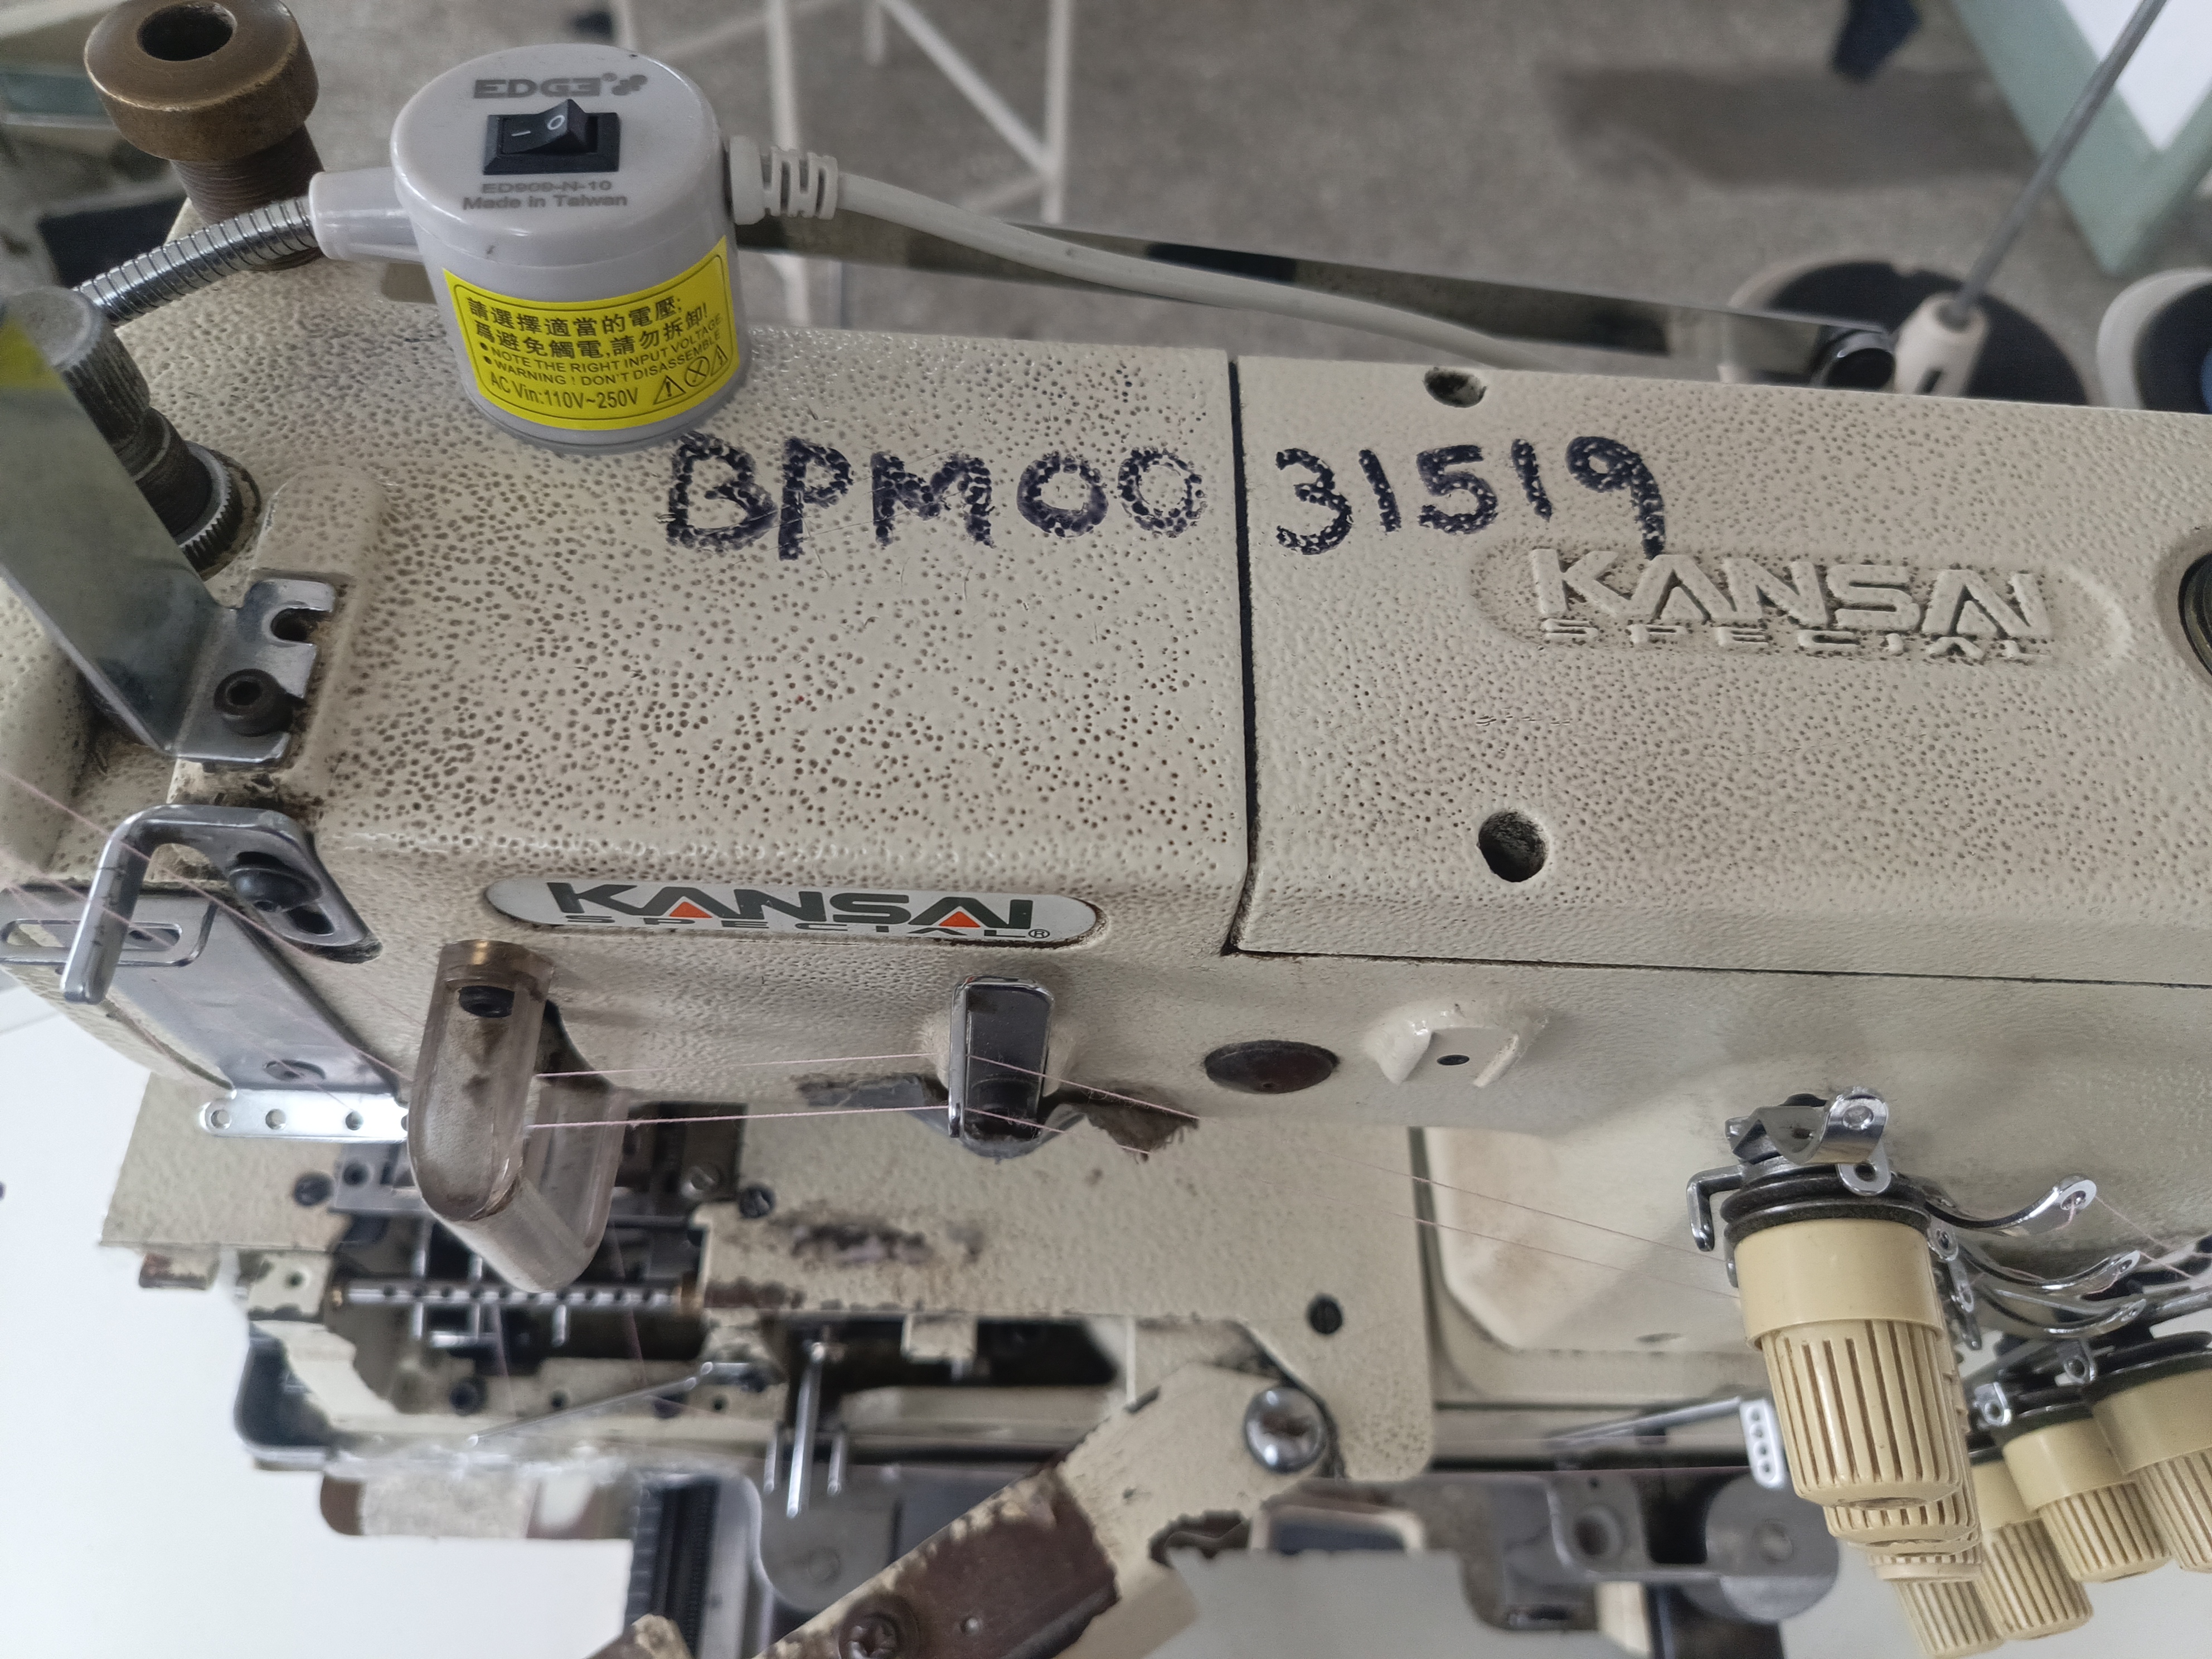 EDGE
— O
ED909-N-10
Made in Taiwan
請選擇適當的電壓;
爲避免觸電,請勿拆卸!
●NOTE THE RIGHT INPUT VOLTAGE
●WARNING ! DON'T DISASSEMBLE
AC Vin:110V~250V
BPM00 31519
KANSAI
SPECIAL
KANSAI
SPECIAL®